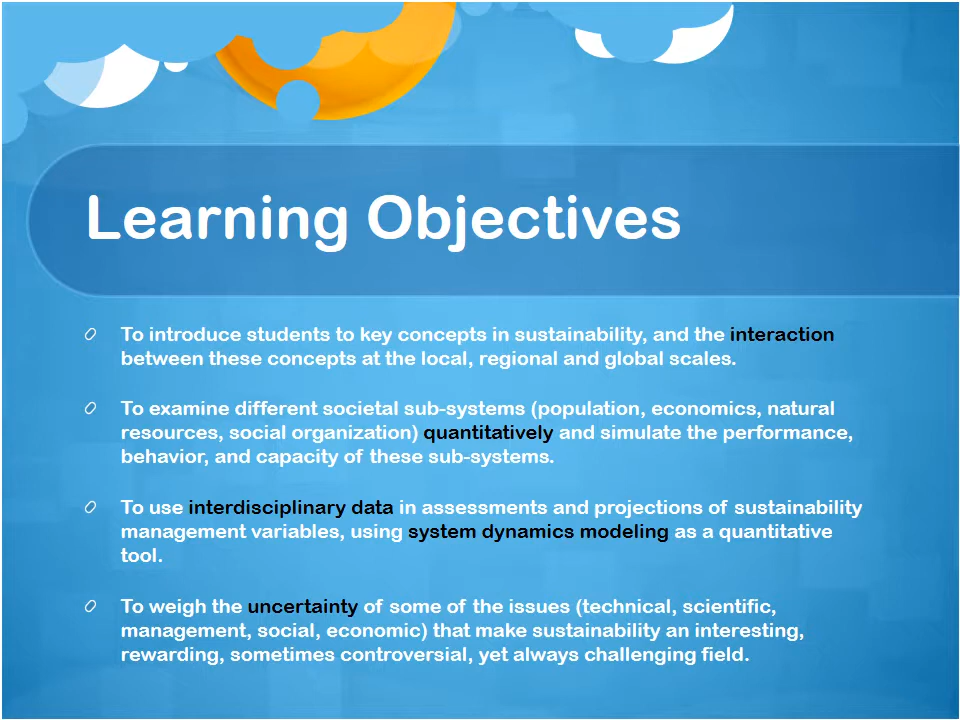 Learning Objectives
To introduce students to key concepts in sustainability, and the interaction
between these concepts at the local, regional and global scales.
To examine different societal sub-systems (population, economics, natural
resources, social organization) quantitatively and simulate the performance,
behavior, and capacity of these sub-systems.
To use interdisciplinary data in assessments and projections of sustainability
management variables, using system dynamics modeling as a quantitative
tool.
To weigh the uncertainty of some of the issues (technical, scientific,
management, social, economic) that make sustainability an interesting,
rewarding, sometimes controversial, yet always challenging field.